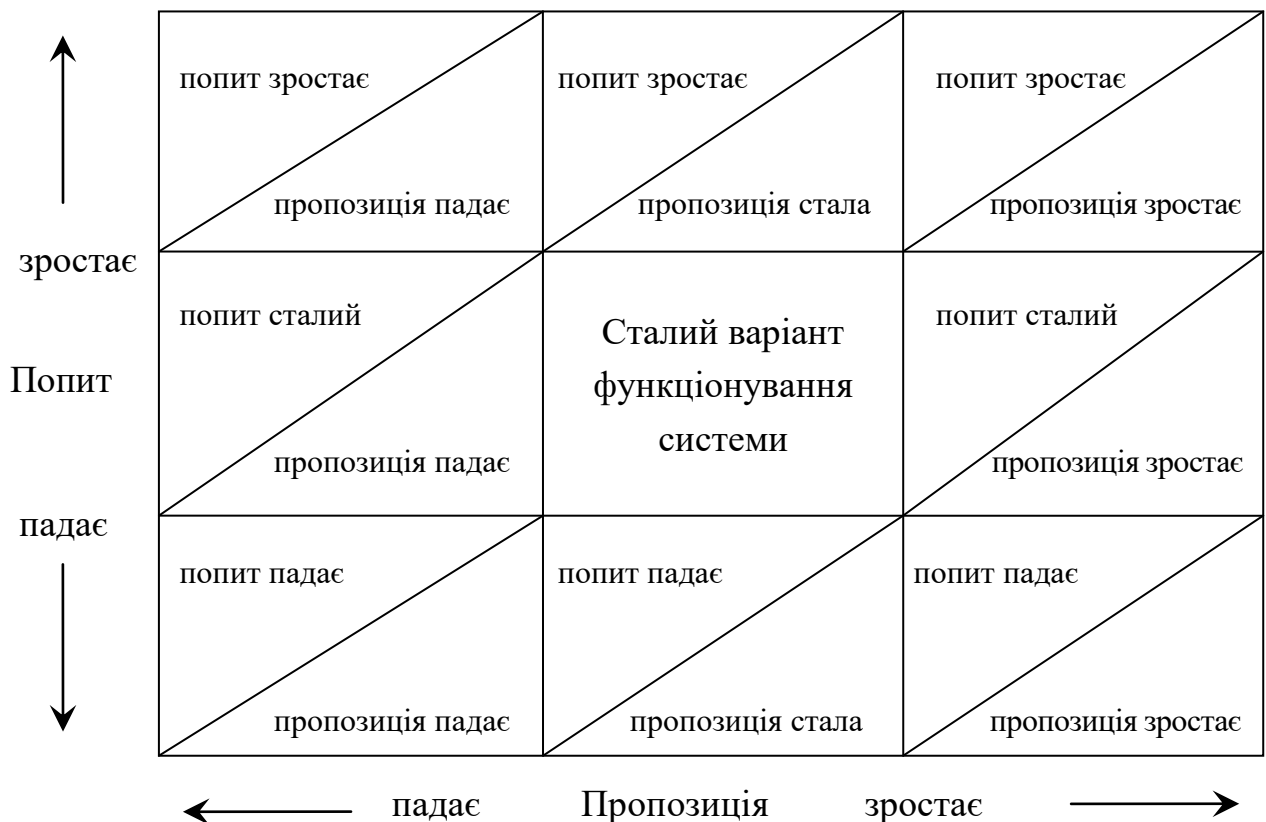 попит зростає
пропозиція падає
попит зростає
пропозиція стала
попит зростає
пропозиція зростає
зростає
Попит
падає
попит сталий
пропозиція падає
Сталий варіант
функціонування
системи
попит сталий
пропозиція зростає
попит падає
пропозиція падає
попит падає
пропозиція стала
попит падає
пропозиція зростає
падає Пропозиція зростає